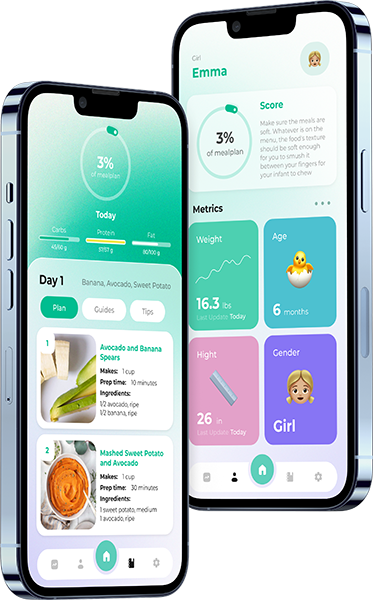 3%
of mealplan
Today
Carbs
Protein
Fat
45/60 g
57/57 g
80/100 g
Day 1
Banana, Avocado, Sweet Potato
Plan
Guides
Tips
1
Avocado and Banana
Spears
Makes: 1 cup
Prep time: 10 minutes
Ingredients:
1/2 avocado, ripe
1/2 banana, ripe
2
Mashed Sweet Potato
and Avocado
Makes: 1 cup
Prep time: 30 minutes
Ingredients:
1 sweet potato, medium
1 avocado, ripe
Girl
Emma
3%
of mealplan
Score
Make sure the meals are
soft. Whatever is on the
menu, the food's texture
should be soft enough
for you to smush it
between your fingers for
your infant to chew
Metrics
Weight
16.3 lbs
Last Update Today
Age
6 months
Hight
26 in
Last Update Today
Gender
Girl